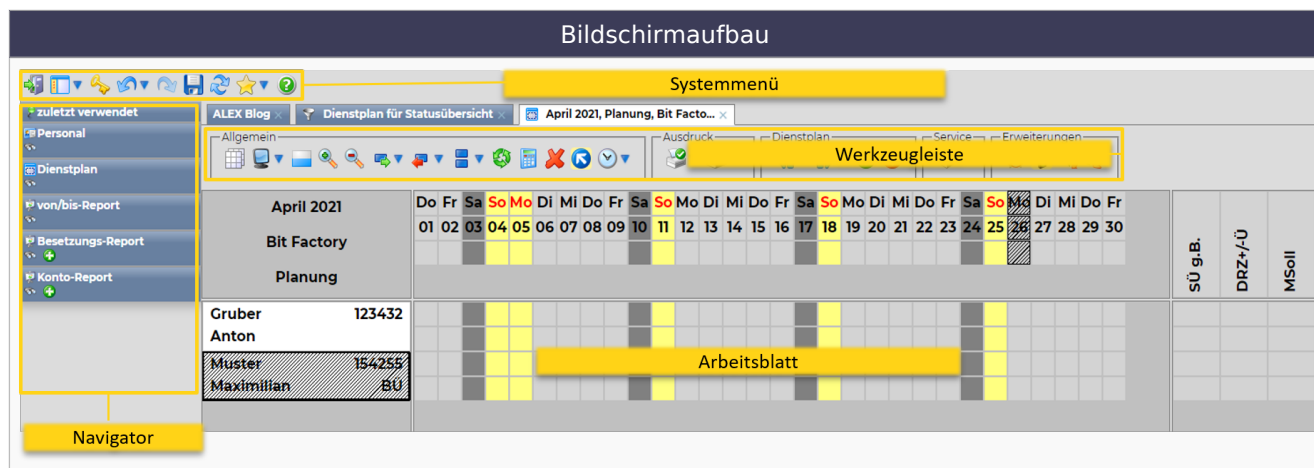 Bildschirmaufbau
Systemmenü
zuletzt verwendet
Personal
Dienstplan
von/bis-Report
Besetzungs-Report
Konto-Report
Navigator
ALEX Blog
Dienstplan für Statusübersicht
April 2021, Planung, Bit Facto...
Allgemein
Ausdruck
Dienstplan
Service
Erweiterungen
Werkzeugleiste
April 2021
Bit Factory
Planung
Do Fr Sa So Mo Di Mi Do Fr Sa So Mo Di Mi Do Fr Sa So Mo Di Mi Do Fr Sa So Mo Di Mi Do Fr
01 02 03 04 05 06 07 08 09 10 11 12 13 14 15 16 17 18 19 20 21 22 23 24 25 26 27 28 29 30
SÜ g.B.
DRZ+/-Ü
MSoll
Gruber 123432
Anton
Muster 154255
Maximilian BU
Arbeitsblatt